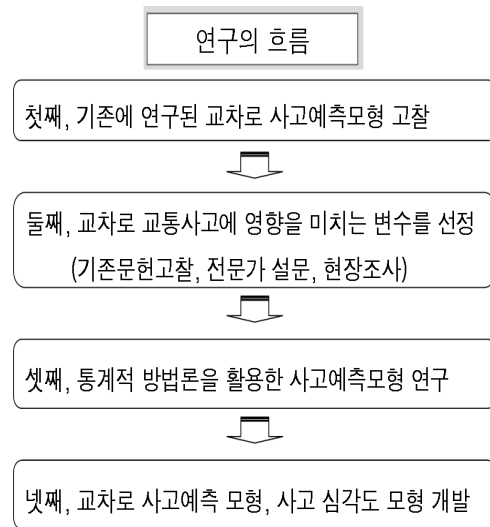 연구의 흐름
첫째, 기존에 연구된 교차로 사고예측모형 고찰
둘째, 교차로 교통사고에 영향을 미치는 변수를 선정
(기존문헌고찰, 전문가 설문, 현장조사)
셋째, 통계적 방법론을 활용한 사고예측모형 연구
넷째, 교차로 사고예측 모형, 사고 심각도 모형 개발